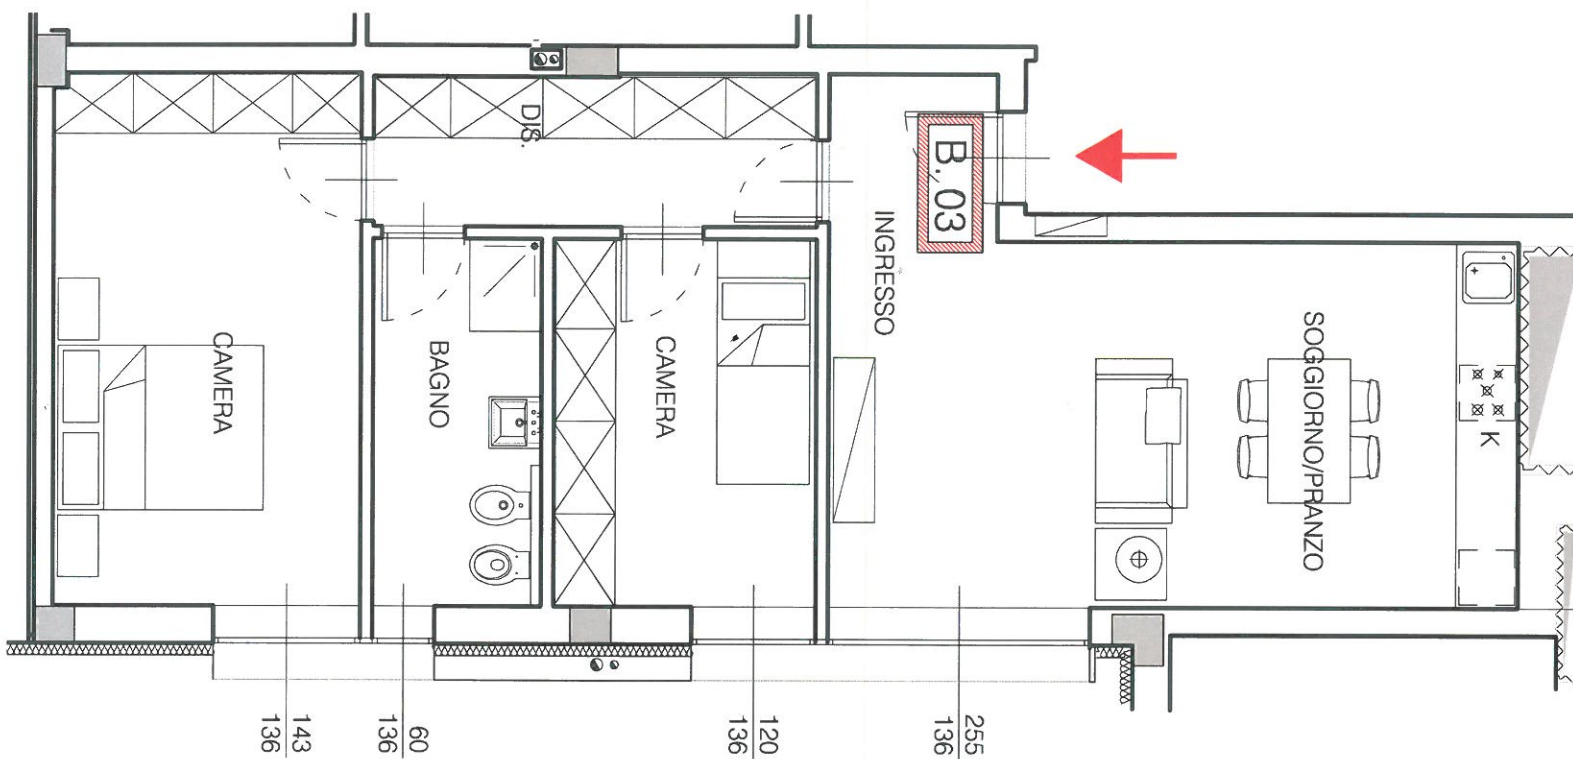 DIS.
B. 03
INGRESSO
CAMERA
BAGNO
CAMERA
SOGGIORNO/PRANZO
K
143
136
60
136
120
136
255
136